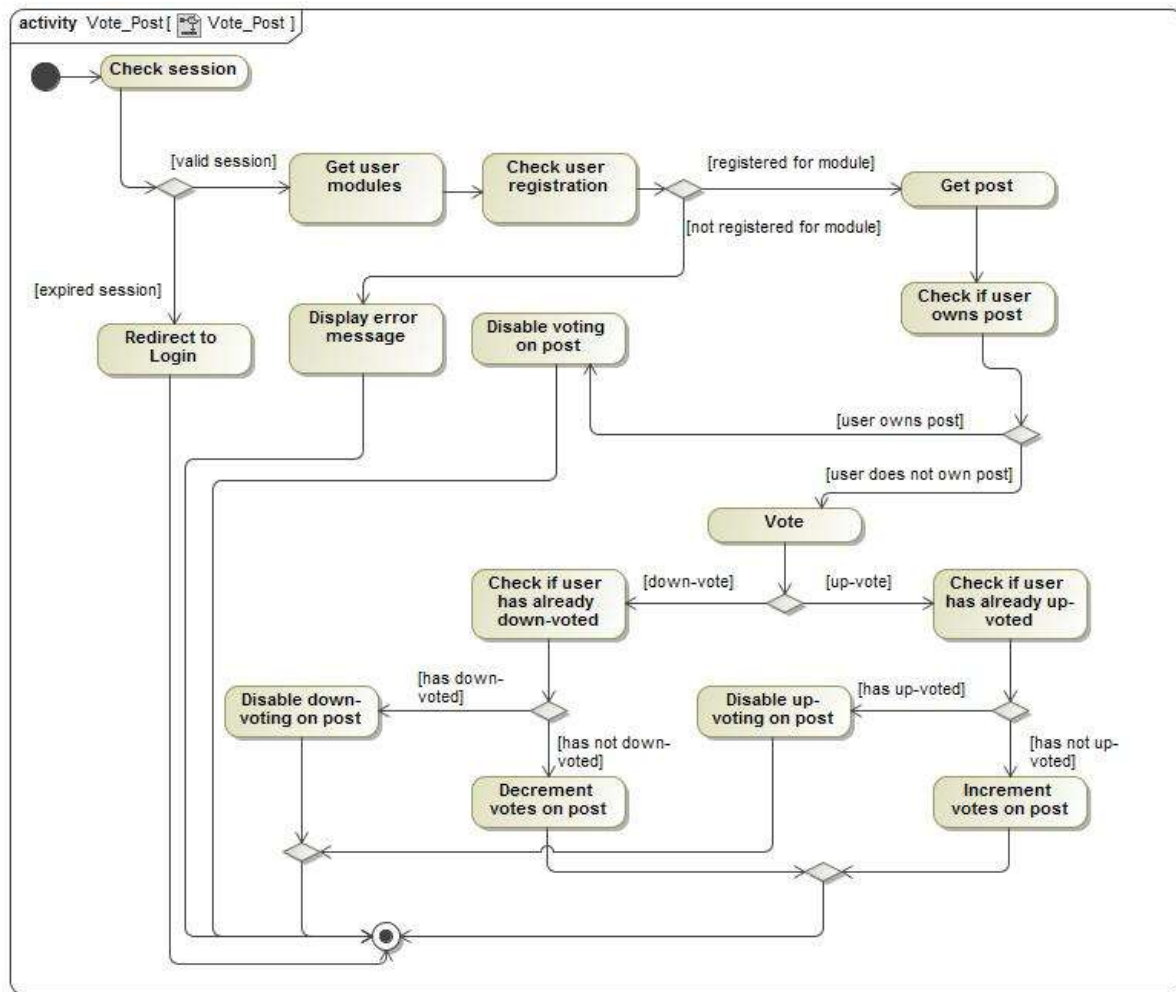 activity Vote_Post[ Vote_Post ]
Check session
[valid session]
Get user
modules
Check user
registration
[registered for module]
Get post
[not registered for module]
[expired session]
Redirect to
Login
Display error
message
Disable voting
on post
Check if user
owns post
[user owns post]
[user does not own post]
Vote
Check if user
has already
down-voted
[down-vote]
[up-vote]
Check if user
has already up-
voted
Disable down-
voting on post
[has down-
voted]
Disable up-
voting on post
[has up-voted]
[has not down-
voted]
[has not up-
voted]
Decrement
votes on post
Increment
votes on post